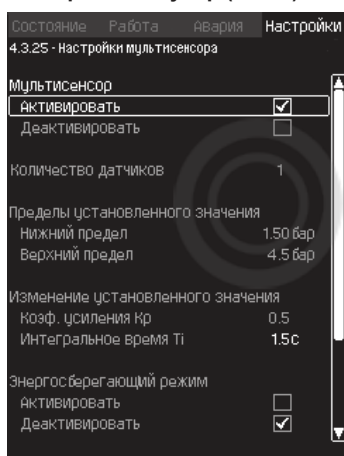 Состояние Работа Авария Настройки
4.3.25 - Настройки мультисенсора
Мультисенсор
Активировать
Деактивировать
Количество датчиков 1
Пределы установленного значения
Нижний предел 1.50 бар
Верхний предел 4.5 бар
Изменение установленного значения
Коэф. усиления Kp 0.5
Интегральное время Ti 1.5с
Энергосберегающий режим
Активировать
Деактивировать